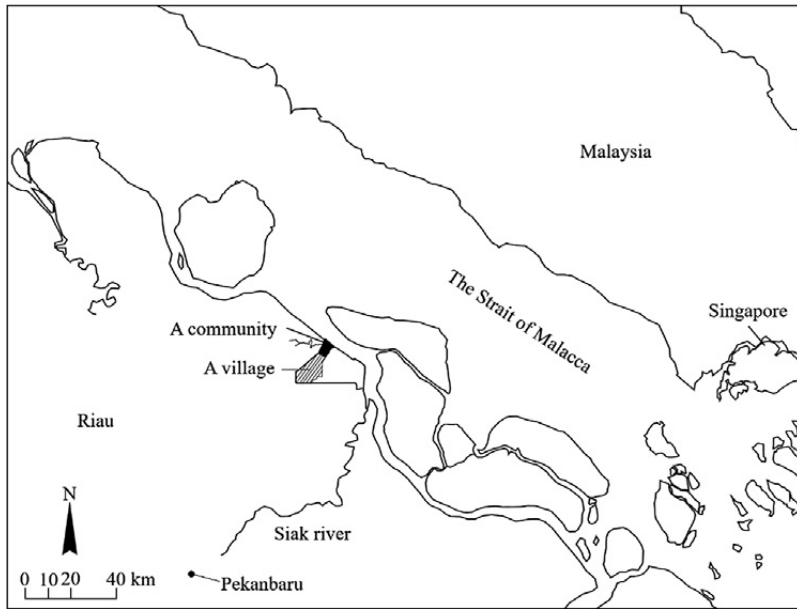 Malaysia
The Strait of Malacca
Singapore
A community
A village
Riau
N
Siak river
Pekanbaru
0 10 20 40 km